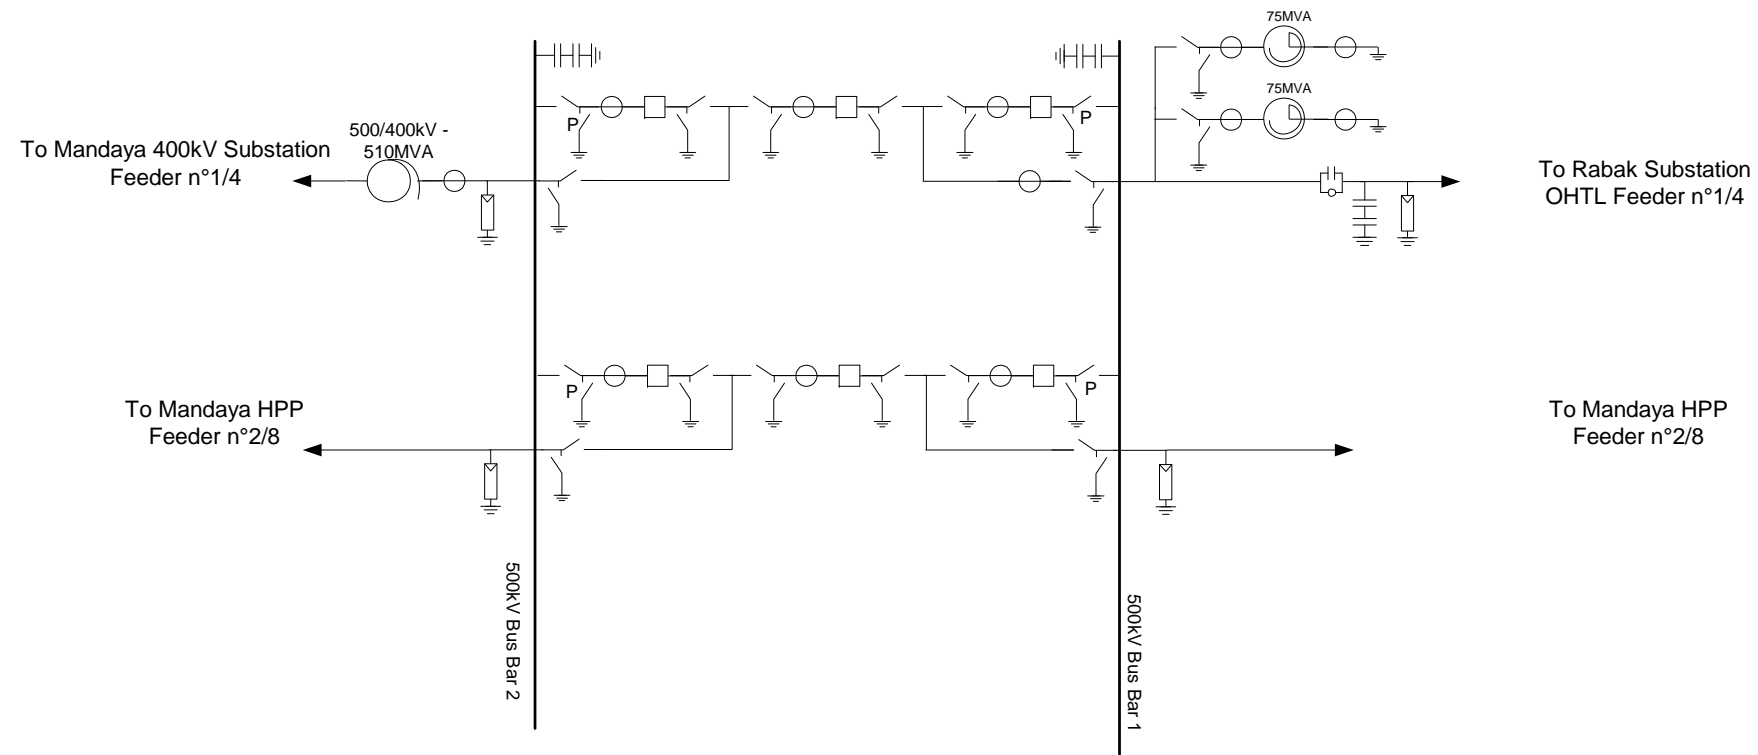 75MVA
75MVA
500/400kV -
510MVA
To Mandaya 400kV Substation
Feeder n°1/4
P
P
To Rabak Substation
OHTL Feeder n°1/4
P
P
To Mandaya HPP
Feeder n°2/8
To Mandaya HPP
Feeder n°2/8
500kV Bus Bar 2
500kV Bus Bar 1